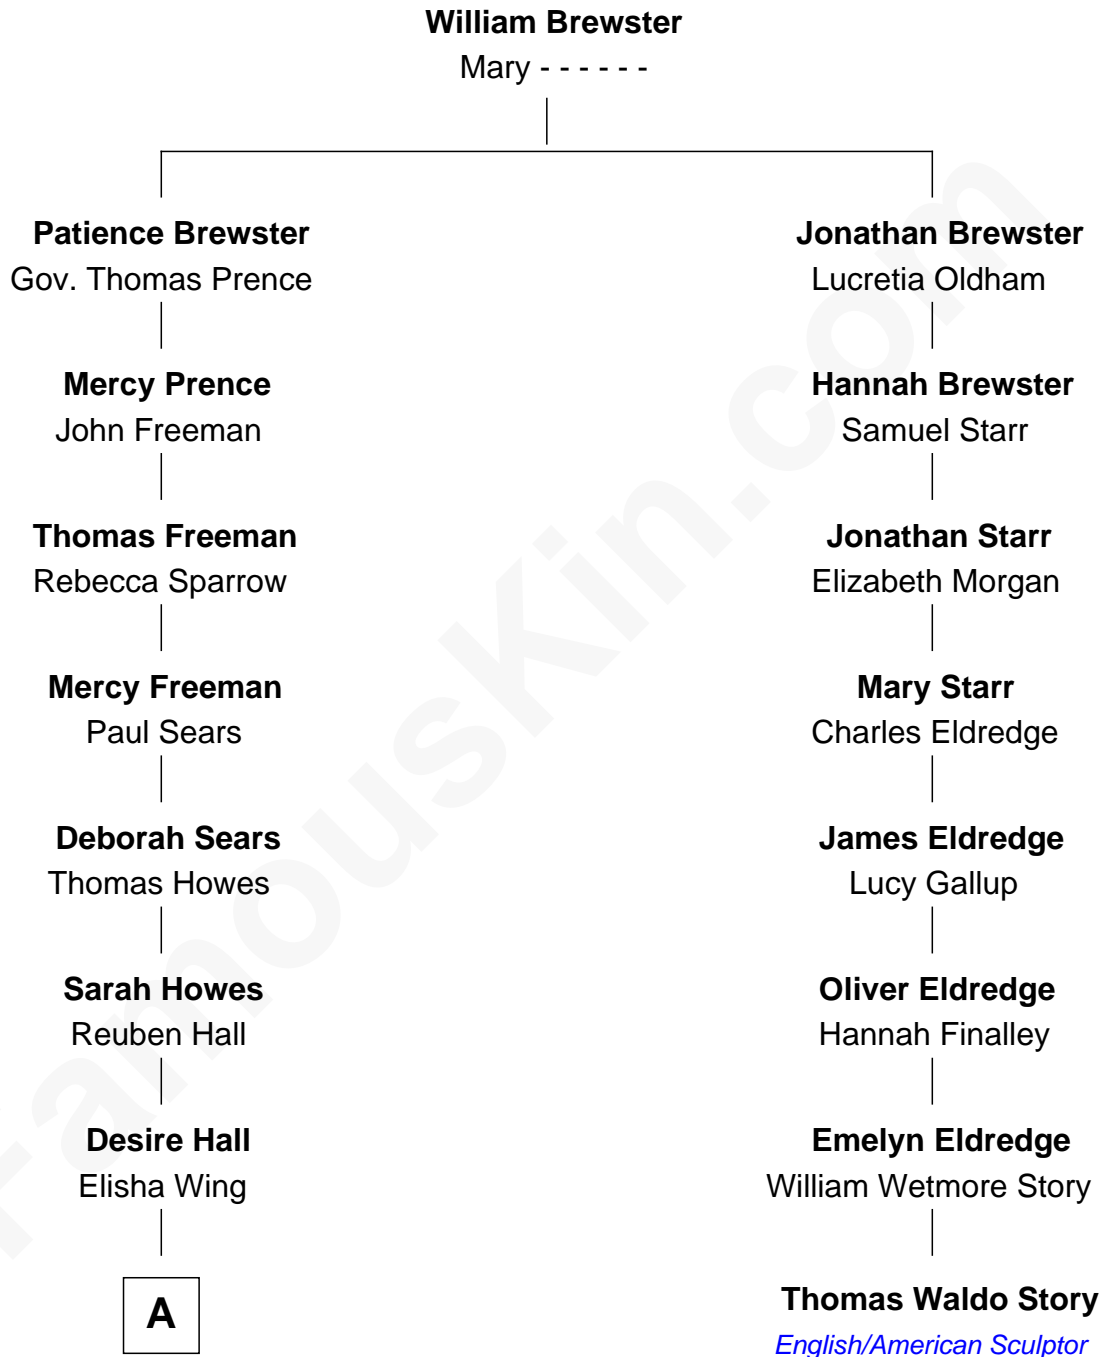 William Brewster
Mary - - - - - -
Patience Brewster
Gov. Thomas Prence
Jonathan Brewster
Lucretia Oldham
Mercy Prence
John Freeman
Hannah Brewster
Samuel Starr
Thomas Freeman
Rebecca Sparrow
Jonathan Starr
Elizabeth Morgan
Mercy Freeman
Paul Sears
Mary Starr
Charles Eldredge
Deborah Sears
Thomas Howes
James Eldredge
Lucy Gallup
Sarah Howes
Reuben Hall
Oliver Eldredge
Hannah Finalley
Desire Hall
Elisha Wing
Emelyn Eldredge
William Wetmore Story
A
Thomas Waldo Story
English/American Sculptor
FamousKin.com